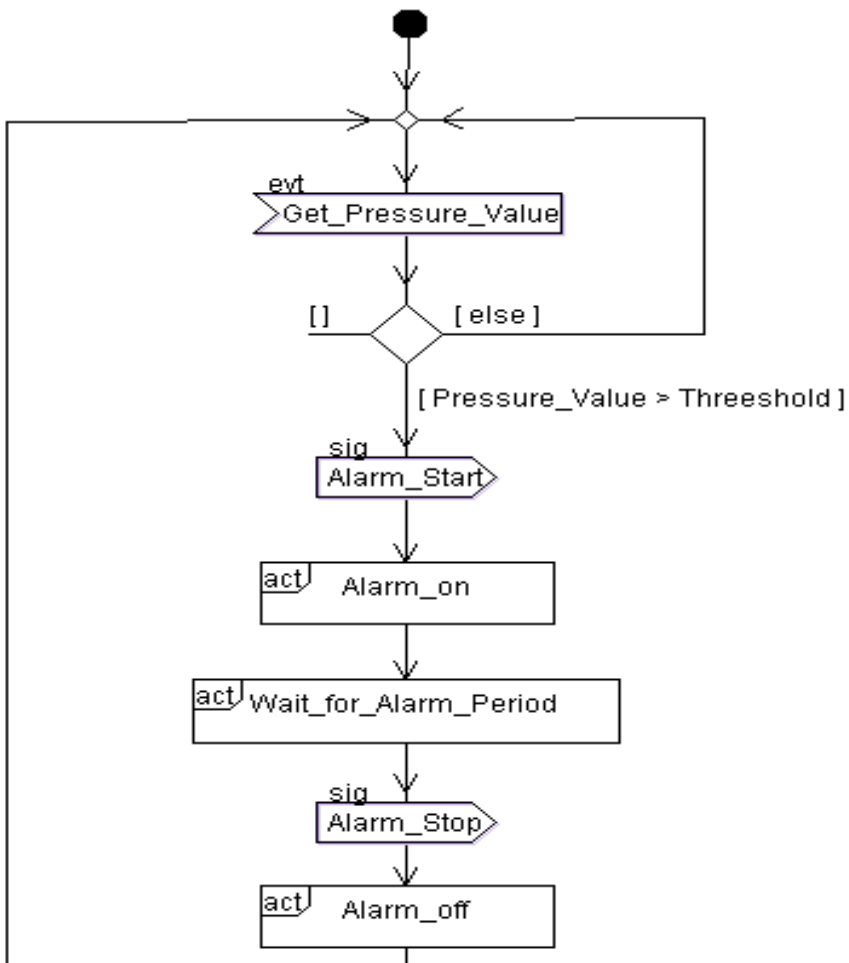 evt
Get_Pressure_Value
[ ]
[ else ]
[ Pressure_Value > Threeshold ]
sig
Alarm_Start
act
Alarm_on
act
Wait_for_Alarm_Period
sig
Alarm_Stop
act
Alarm_off